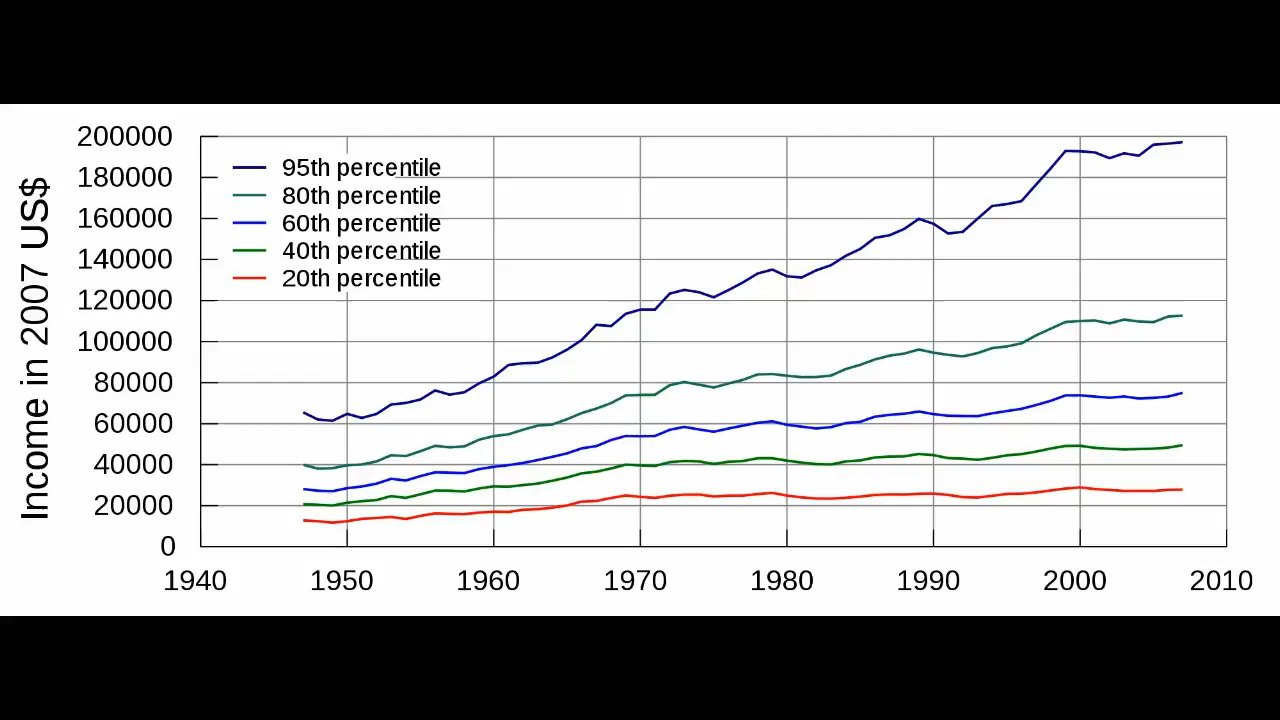 Income in 2007 US$
200000
180000
160000
140000
120000
100000
80000
60000
40000
20000
0
95th percentile
80th percentile
60th percentile
40th percentile
20th percentile
1940 1950 1960 1970 1980 1990 2000 2010